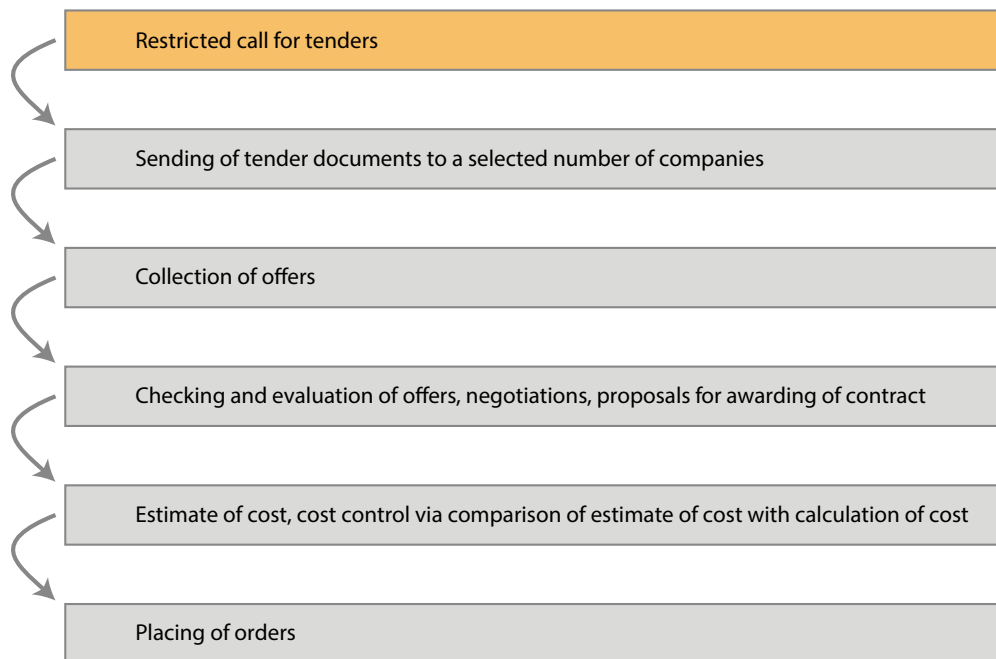 Restricted call for tenders
Sending of tender documents to a selected number of companies
Collection of offers
Checking and evaluation of offers, negotiations, proposals for awarding of contract
Estimate of cost, cost control via comparison of estimate of cost with calculation of cost
Placing of orders